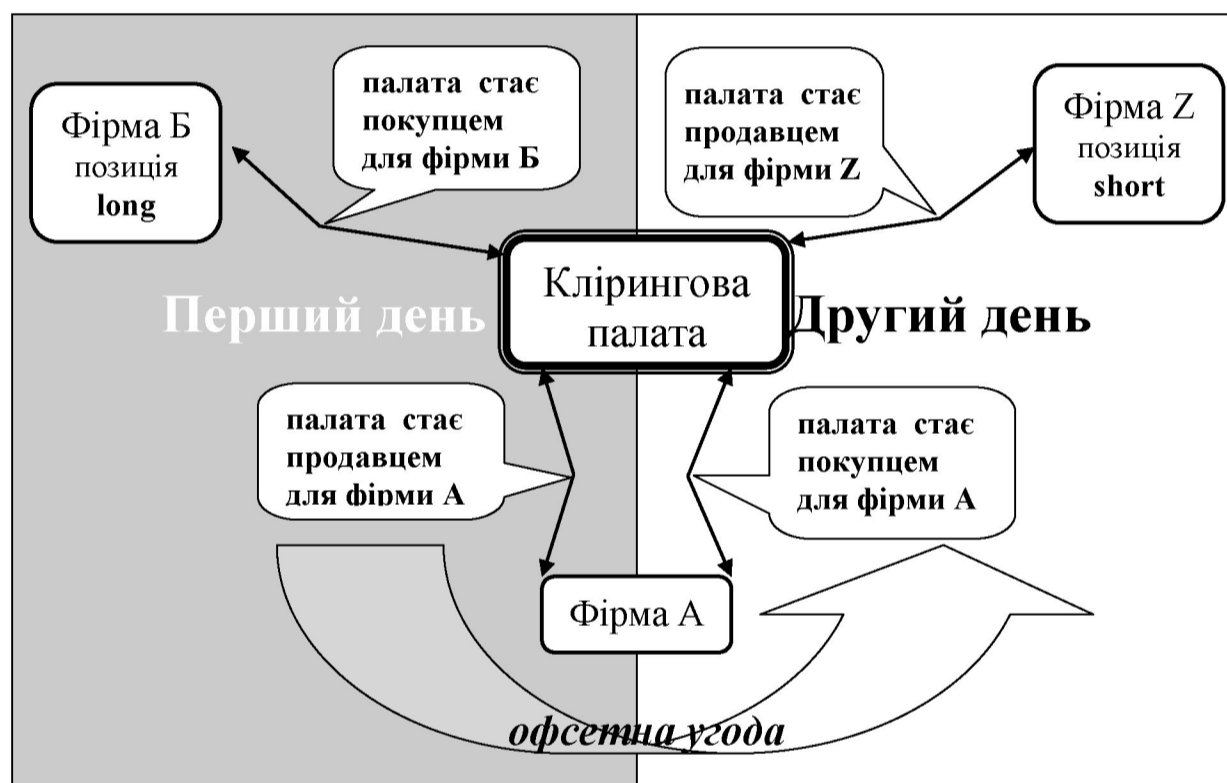 палата стає
покупцем
для фірми Б
палата стає
продавцем
для фірми Z
Фірма Б
позиція
long
Фірма Z
позиція
short
Клірингова
палата
Перший день
Другий день
палата стає
продавцем
для фірми А
палата стає
покупцем
для фірми А
Фірма А
офсетна угода